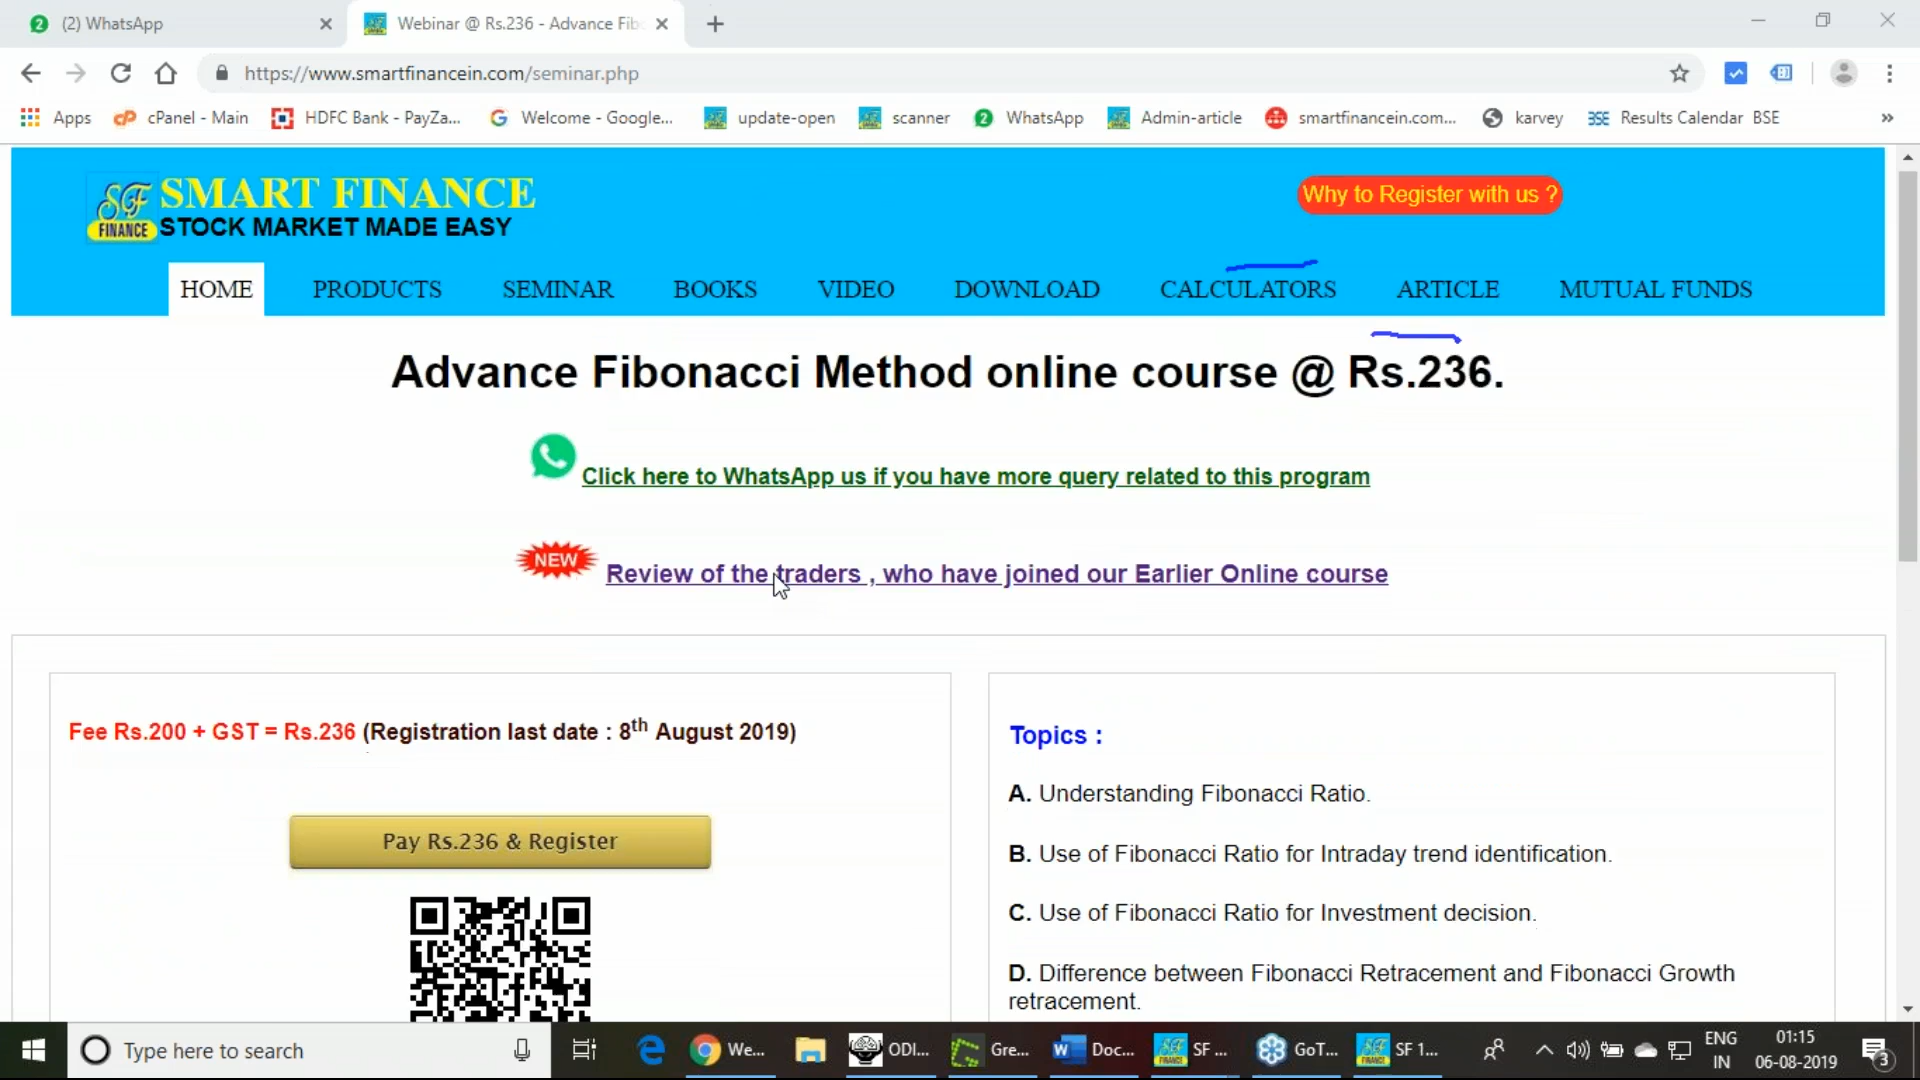 (2) WhatsApp
Webinar @ Rs.236 - Advance Fib
https://www.smartfinancein.com/seminar.php
Apps
cPanel - Main
HDFC Bank - PayZa...
Welcome - Google...
update-open
scanner
WhatsApp
Admin-article
smartfinancein.com...
karvey
BSE
Results Calendar BSE
»
SF
FINANCE
SMART FINANCE
STOCK MARKET MADE EASY
Why to Register with us ?
HOME
PRODUCTS
SEMINAR
BOOKS
VIDEO
DOWNLOAD
CALCULATORS
ARTICLE
MUTUAL FUNDS
Advance Fibonacci Method online course @ Rs.236.
Click here to WhatsApp us if you have more query related to this program
NEW
Review of the traders , who have joined our Earlier Online course
Fee Rs.200 + GST = Rs.236 (Registration last date : 8th August 2019)
Pay Rs.236 & Register
Topics :
A. Understanding Fibonacci Ratio.
B. Use of Fibonacci Ratio for Intraday trend identification.
C. Use of Fibonacci Ratio for Investment decision.
D. Difference between Fibonacci Retracement and Fibonacci Growth
retracement.
Type here to search
We...
ODI...
Gre...
Doc...
SF ...
GoT...
SF 1...
ENG
IN
01:15
06-08-2019
3